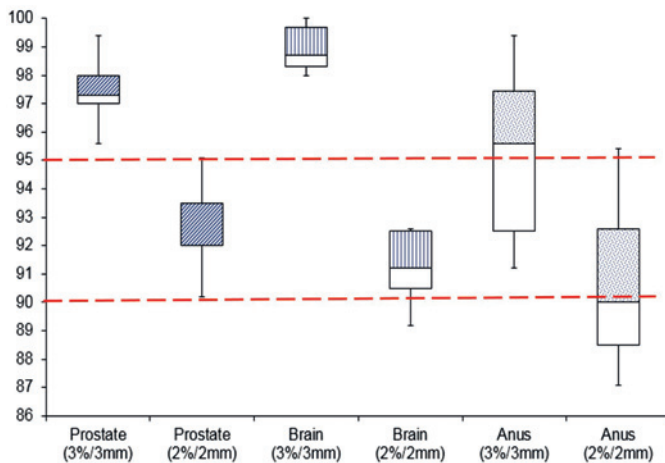 100
99
98
97
96
95
94
93
92
91
90
89
88
87
86
Prostate (3%/3mm)
Prostate (2%/2mm)
Brain (3%/3mm)
Brain (2%/2mm)
Anus (3%/3mm)
Anus (2%/2mm)